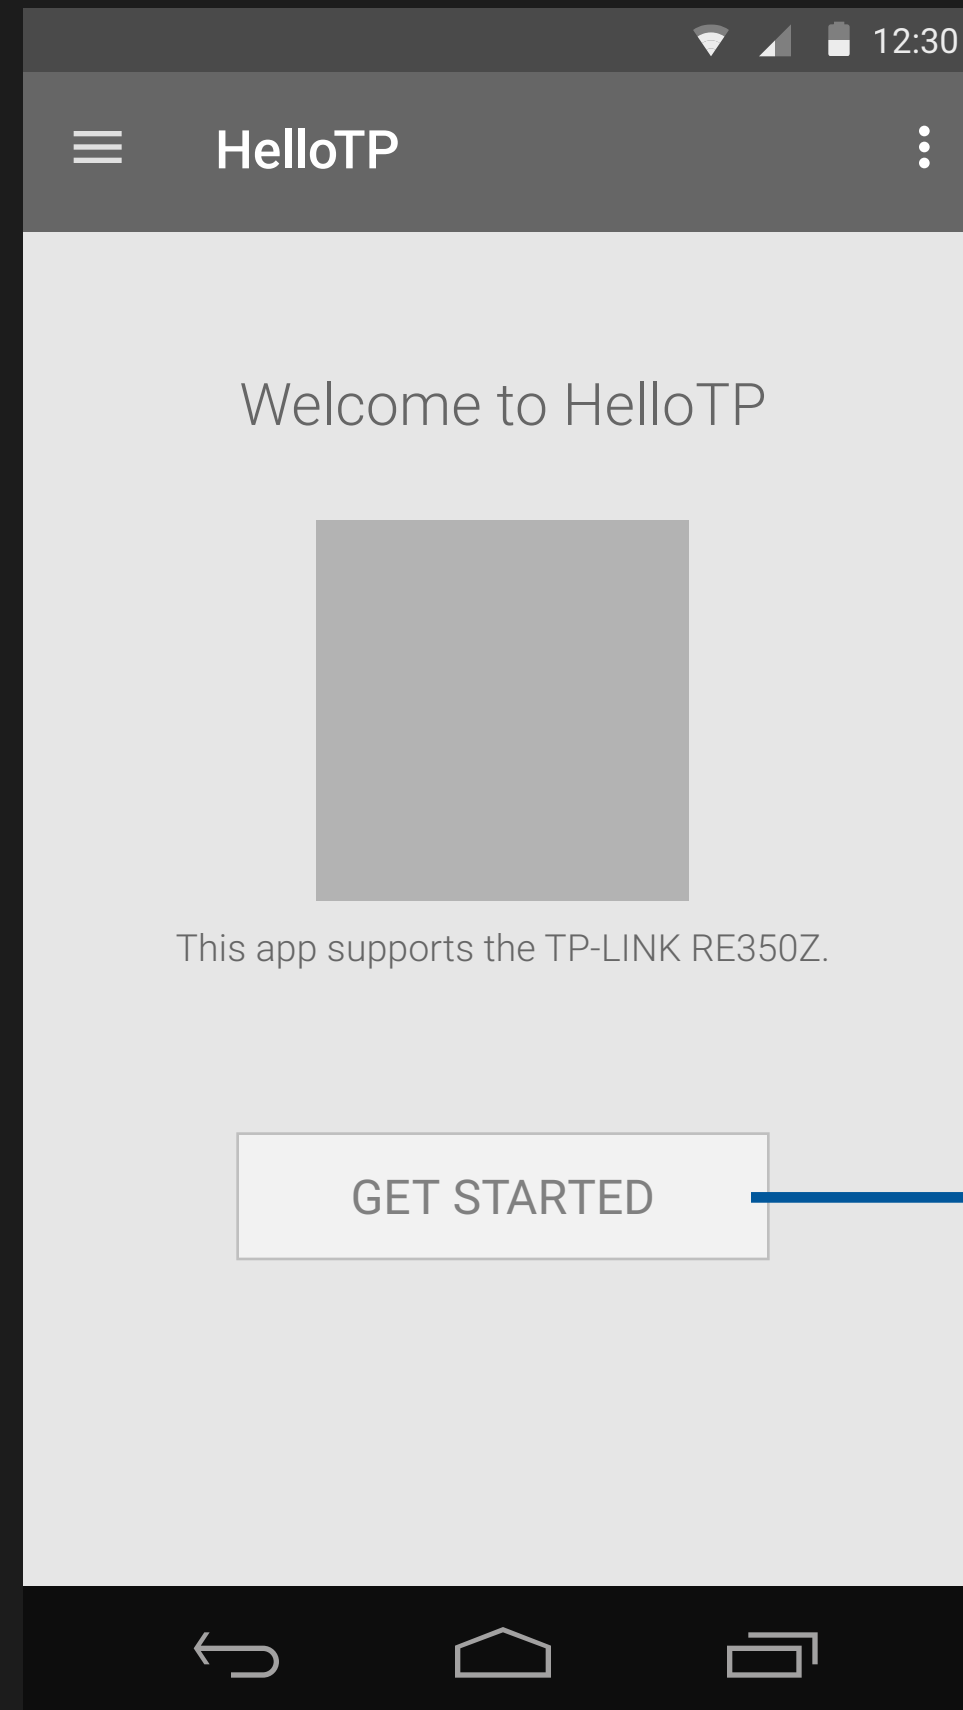 12:30
HelloTP
Welcome to HelloTP
This app supports the TP-LINK RE350Z.
GET STARTED